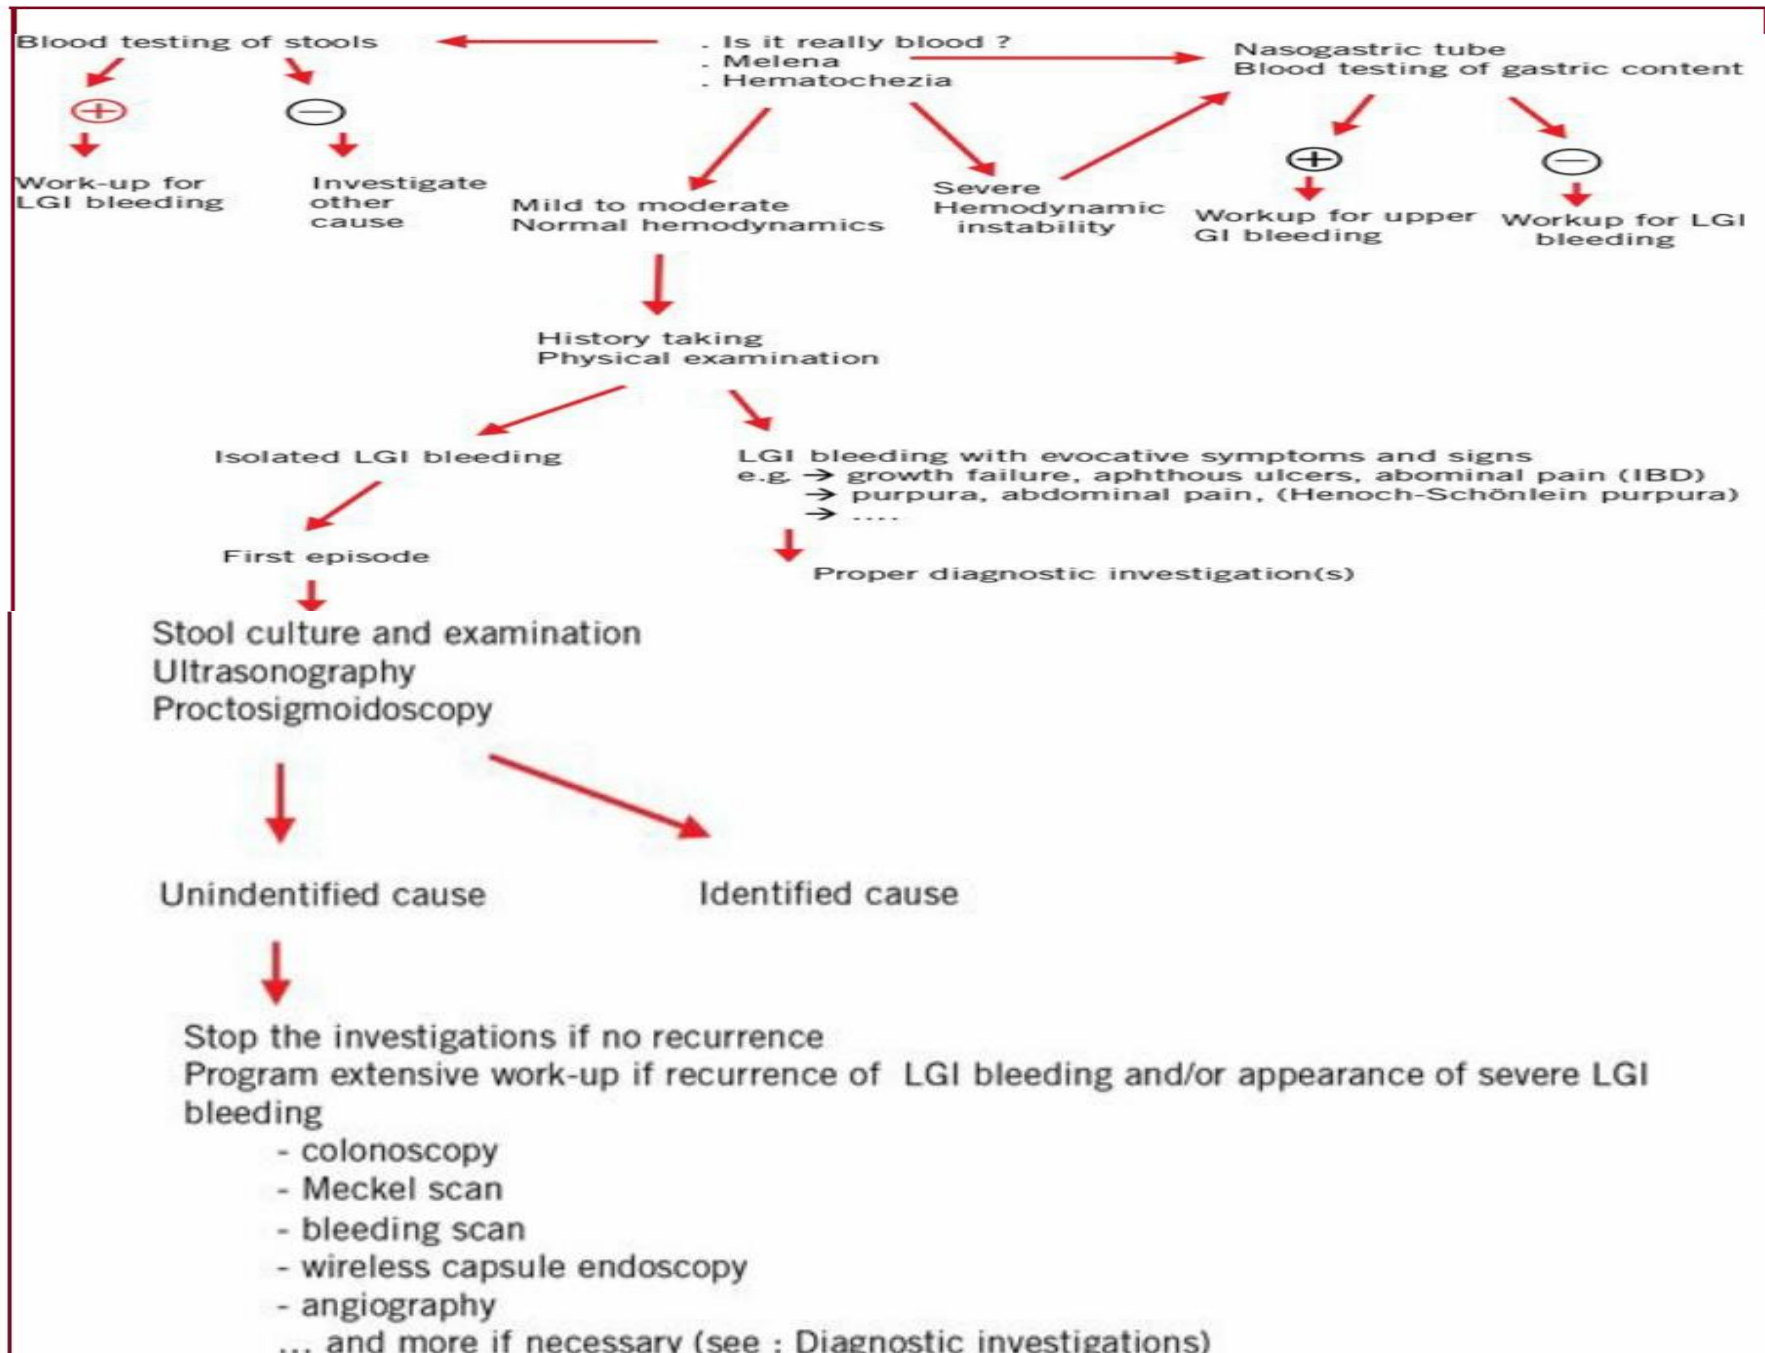 Blood testing of stools
. Is it really blood ?
. Melena
. Hematochezia
Nasogastric tube
Blood testing of gastric content
+
−
+
−
Work-up for
LGI bleeding
Investigate
other
cause
Mild to moderate
Normal hemodynamics
Severe
Hemodynamic
instability
Workup for upper
GI bleeding
Workup for LGI
bleeding
History taking
Physical examination
Isolated LGI bleeding
LGI bleeding with evocative symptoms and signs
e.g. → growth failure, aphthous ulcers, abominal pain (IBD)
→ purpura, abdominal pain, (Henoch-Schönlein purpura)
→ ....
First episode
Proper diagnostic investigation(s)
Stool culture and examination
Ultrasonography
Proctosigmoidoscopy
Unindentified cause
Identified cause
Stop the investigations if no recurrence
Program extensive work-up if recurrence of LGI bleeding and/or appearance of severe LGI
bleeding
- colonoscopy
- Meckel scan
- bleeding scan
- wireless capsule endoscopy
- angiography
... and more if necessary (see : Diagnostic investigations)